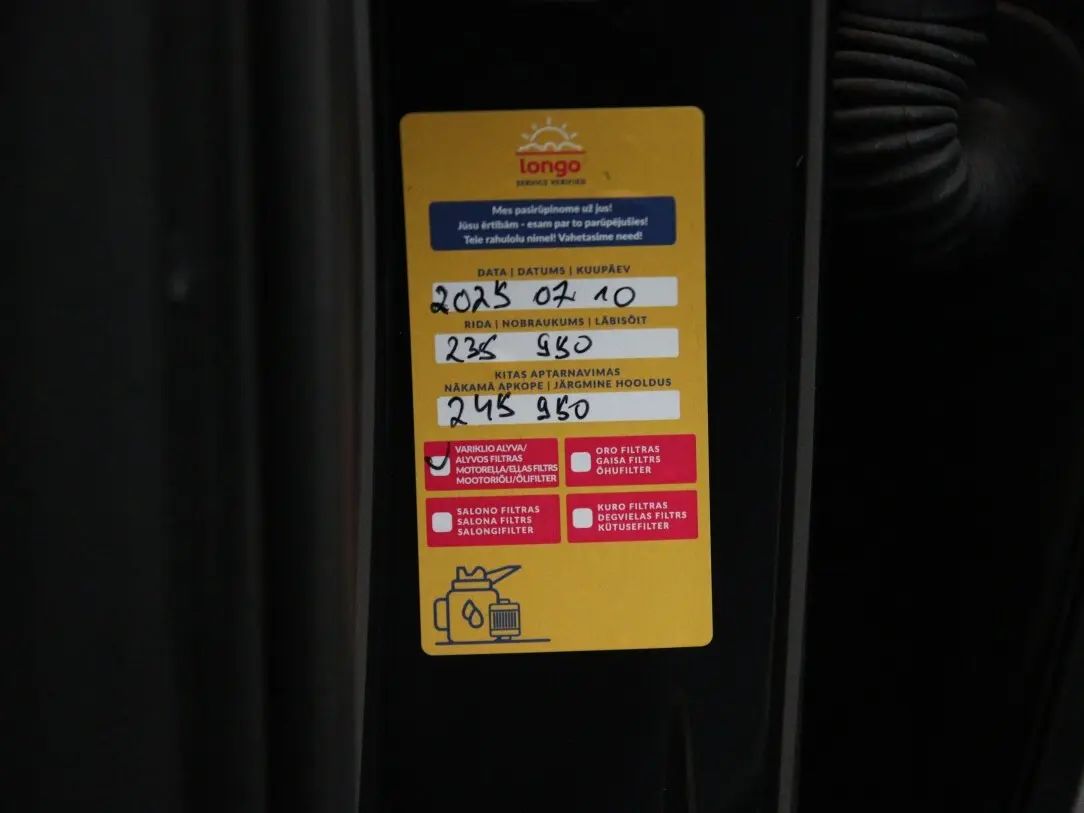 longo
SERVICE VERIFIED
Mes pasirūpinome už jus!
Jūsu ērtībām - esam par to parūpējušies!
Teie rahulolu nimel! Vahetasime need!
DATA | DATUMS | KUUPÄEV
2025 07 10
RIDA | NOBRAUKUMS | LÄBISÕIT
235 950
KITAS APTARNAVIMAS
NĀKAMĀ APKOPE | JÄRGMINE HOOLDUS
245 950
VARIKLIO ALYVA/
ALYVOS FILTRAS
MOTOREĻĻA/EĻĻAS FILTRS
MOOTORIÕLI/ÕLIFILTER
ORO FILTRAS
GAISA FILTRS
ÕHUFILTER
SALONO FILTRAS
SALONA FILTRS
SALONGIFILTER
KURO FILTRAS
DEGVIELAS FILTRS
KÜTUSEFILTER